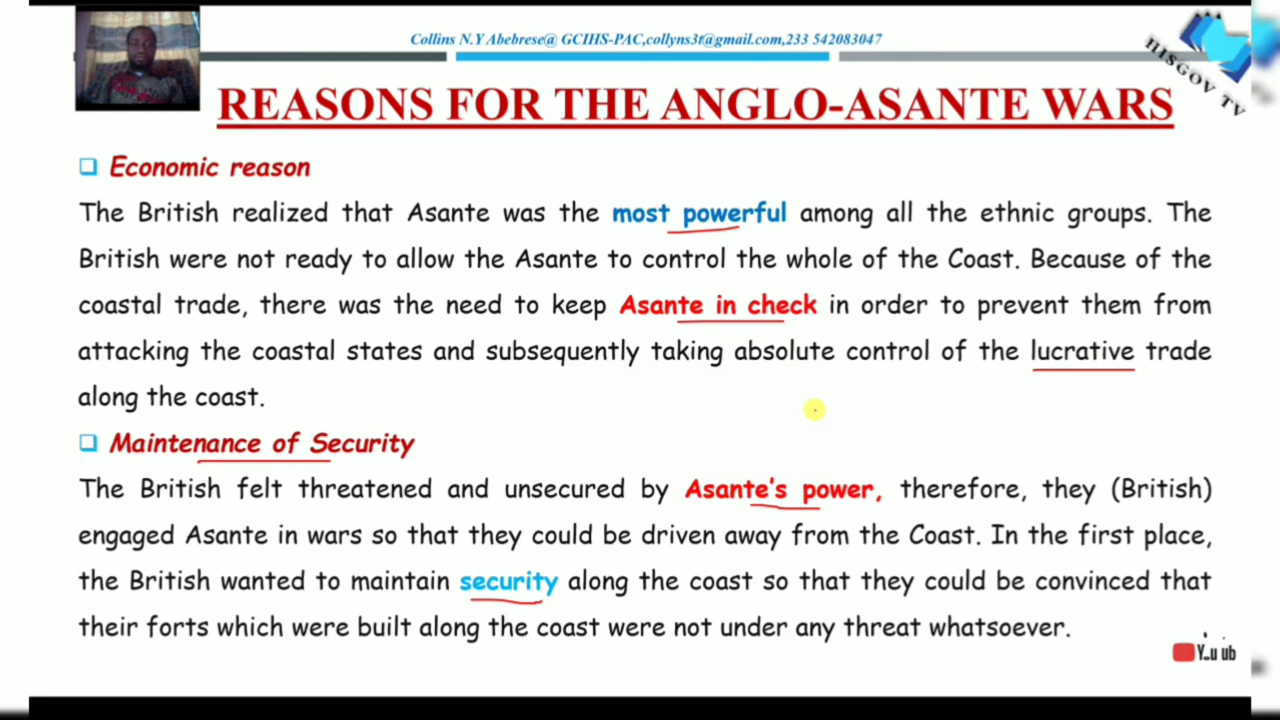 Collins N.Y Abebrese@ GCIHS-PAC,collyns3t@gmail.com,233 542083047
HISGOV TV
REASONS FOR THE ANGLO-ASANTE WARS
Economic reason
The British realized that Asante was the most powerful among all the ethnic groups. The
British were not ready to allow the Asante to control the whole of the Coast. Because of the
coastal trade, there was the need to keep Asante in check in order to prevent them from
attacking the coastal states and subsequently taking absolute control of the lucrative trade
along the coast.
Maintenance of Security
The British felt threatened and unsecured by Asante's power, therefore, they (British)
engaged Asante in wars so that they could be driven away from the Coast. In the first place,
the British wanted to maintain security along the coast so that they could be convinced that
their forts which were built along the coast were not under any threat whatsoever.